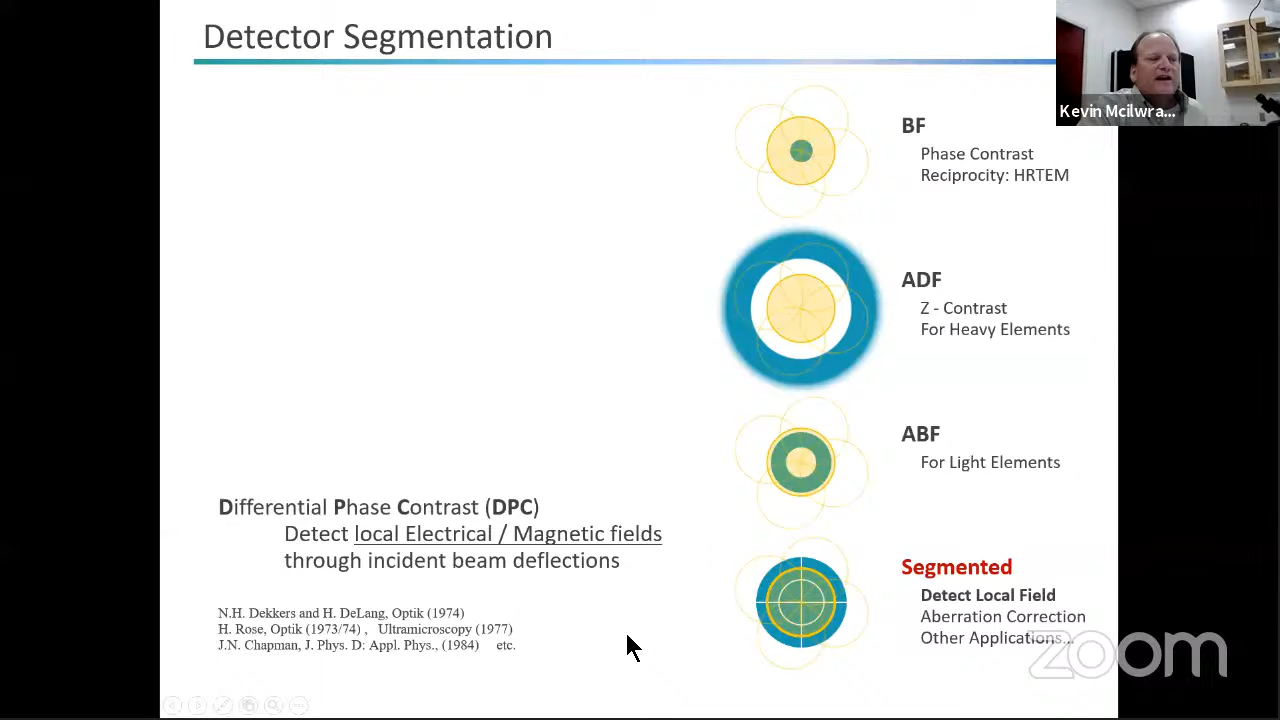 Detector Segmentation
Kevin Mcilwra...
BF
Phase Contrast
Reciprocity: HRTEM
ADF
Z - Contrast
For Heavy Elements
ABF
For Light Elements
Differential Phase Contrast (DPC)
Detect local Electrical / Magnetic fields
through incident beam deflections
N.H. Dekkers and H. DeLang, Optik (1974)
H. Rose, Optik (1973/74) , Ultramicroscopy (1977)
J.N. Chapman, J. Phys. D: Appl. Phys., (1984) etc.
Segmented
Detect Local Field
Aberration Correction
Other Applications...
zoom